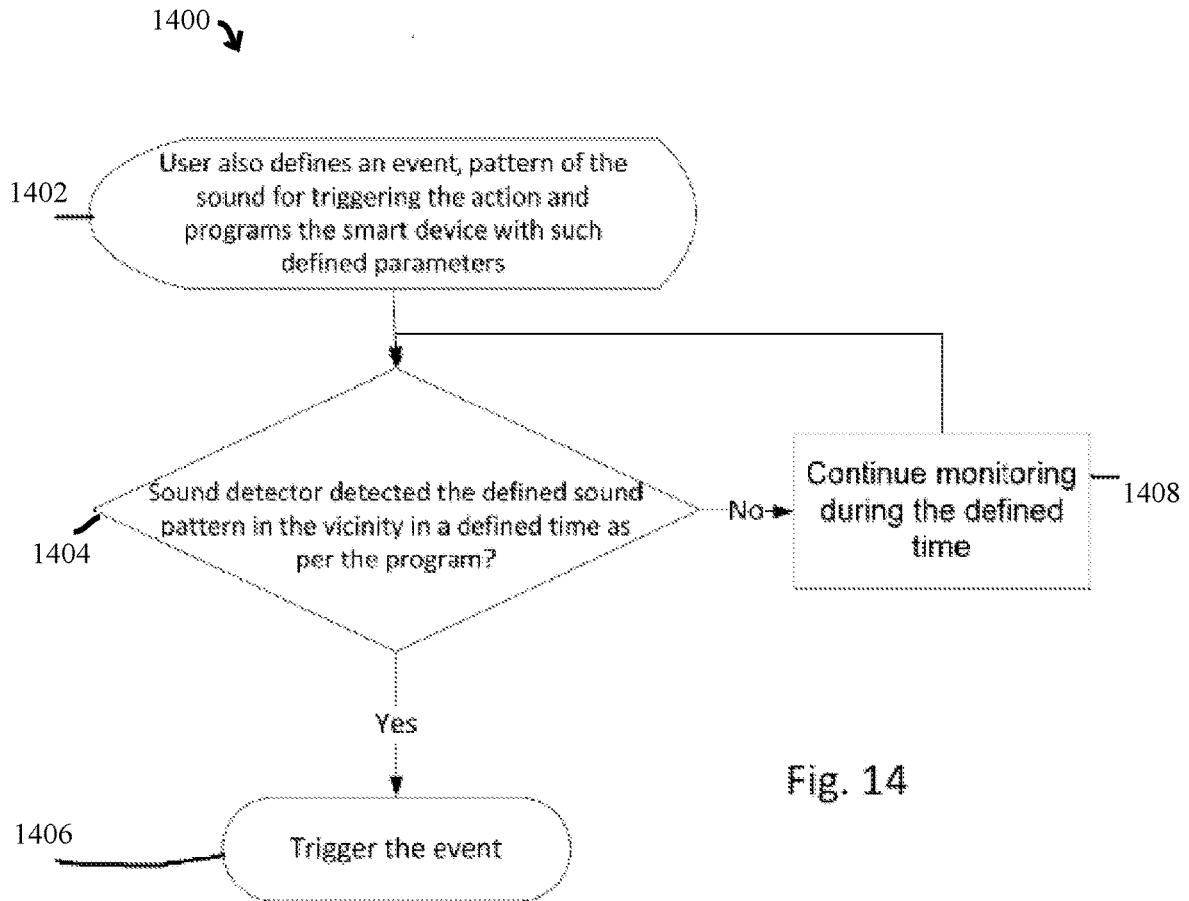 1400
1402
User also defines an event, pattern of the
sound for triggering the action and
programs the smart device with such
defined parameters
1404
Sound detector detected the defined sound
pattern in the vicinity in a defined time as
per the program?
No
Continue monitoring
during the defined
time
1408
Yes
1406
Trigger the event
Fig. 14